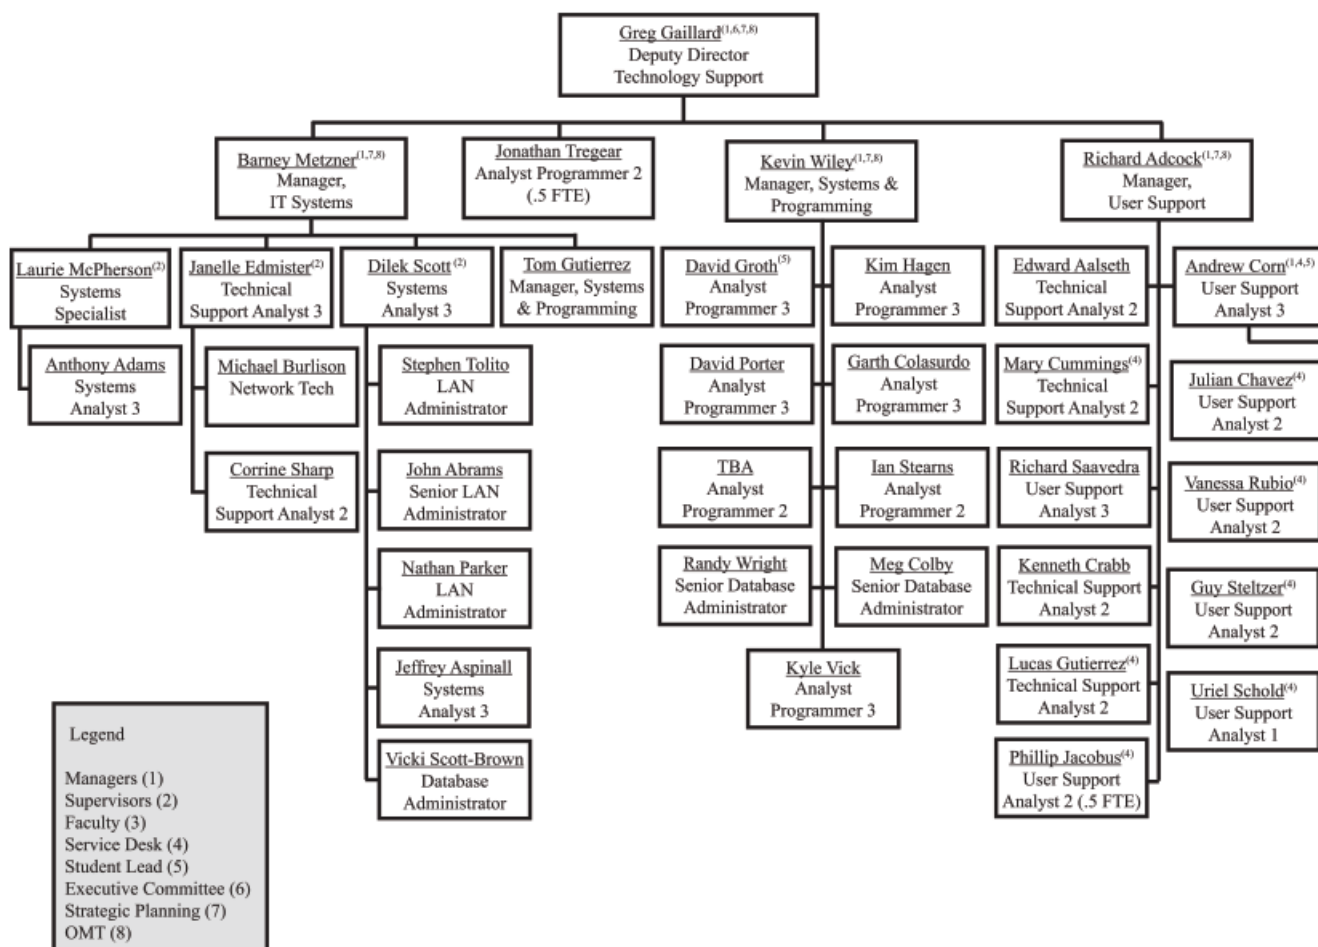 Greg Gaillard(1,6,7,8)
Deputy Director
Technology Support
Barney Metzner(1,7,8)
Manager,
IT Systems
Jonathan Tregear
Analyst Programmer 2
(.5 FTE)
Kevin Wiley(1,7,8)
Manager, Systems &
Programming
Richard Adcock(1,7,8)
Manager,
User Support
Laurie McPherson(2)
Systems
Specialist
Janelle Edmister(2)
Technical
Support Analyst 3
Dilek Scott(2)
Systems
Analyst 3
Tom Gutierrez
Manager, Systems
& Programming
David Groth(5)
Analyst
Programmer 3
Kim Hagen
Analyst
Programmer 3
Edward Aalseth
Technical
Support Analyst 2
Andrew Corn(1,4,5)
User Support
Analyst 3
Anthony Adams
Systems
Analyst 3
Michael Burlison
Network Tech
Stephen Tolito
LAN
Administrator
David Porter
Analyst
Programmer 3
Garth Colasurdo
Analyst
Programmer 3
Mary Cummings(4)
Technical
Support Analyst 2
Julian Chavez(4)
User Support
Analyst 2
Corrine Sharp
Technical
Support Analyst 2
John Abrams
Senior LAN
Administrator
TBA
Analyst
Programmer 2
Ian Stearns
Analyst
Programmer 2
Richard Saavedra
User Support
Analyst 3
Vanessa Rubio(4)
User Support
Analyst 2
Nathan Parker
LAN
Administrator
Randy Wright
Senior Database
Administrator
Meg Colby
Senior Database
Administrator
Kenneth Crabb
Technical Support
Analyst 2
Guy Steltzer(4)
User Support
Analyst 2
Jeffrey Aspinall
Systems
Analyst 3
Kyle Vick
Analyst
Programmer 3
Lucas Gutierrez(4)
Technical Support
Analyst 2
Uriel Schold(4)
User Support
Analyst 1
Vicki Scott-Brown
Database
Administrator
Phillip Jacobus(4)
User Support
Analyst 2 (.5 FTE)
Legend
Managers (1)
Supervisors (2)
Faculty (3)
Service Desk (4)
Student Lead (5)
Executive Committee (6)
Strategic Planning (7)
OMT (8)